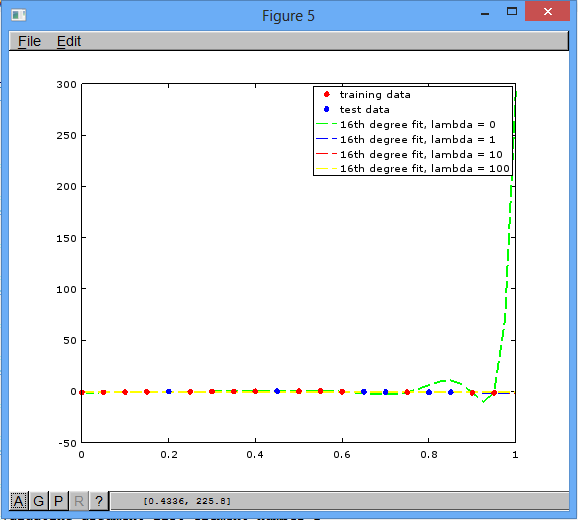 Figure 5
File Edit
300
250
200
150
100
50
0
-50
0 0.2 0.4 0.6 0.8 1
training data
test data
16th degree fit, lambda = 0
16th degree fit, lambda = 1
16th degree fit, lambda = 10
16th degree fit, lambda = 100
A G P R ? [0.4336, 225.8]